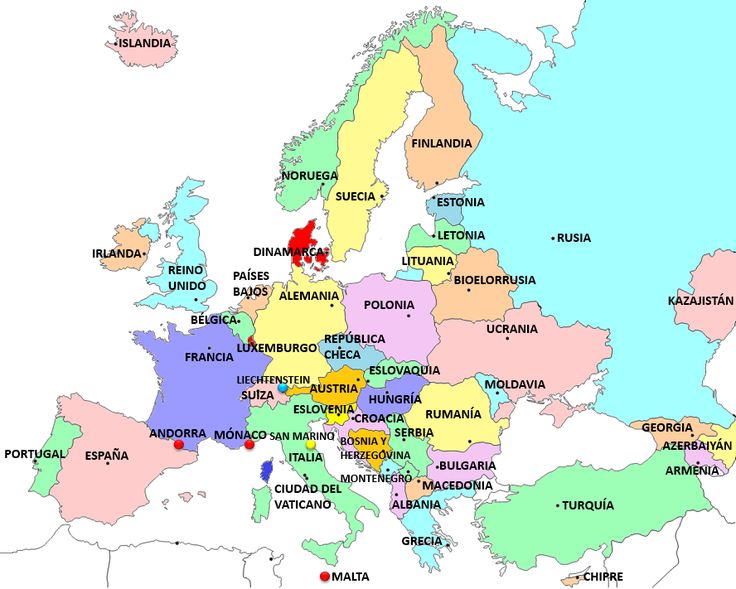 ISLANDIA
FINLANDIA
NORUEGA
SUECIA
ESTONIA
LETONIA
RUSIA
DINAMARCA
IRLANDA
LITUANIA
REINO
UNIDO
PAÍSES
BAJOS
BIOELORRUSIA
ALEMANIA
POLONIA
KAZAJISTÁN
BÉLGICA
UCRANIA
LUXEMBURGO
REPÚBLICA
CHECA
FRANCIA
ESLOVAQUIA
LIECHTENSTEIN
AUSTRIA
MOLDAVIA
SUÍZA
HUNGRÍA
ESLOVENIA
CROACIA
RUMANÍA
ANDORRA
MÓNACO
SAN MARINO
BOSNIA Y
HERZEGOVINA
SERBIA
GEORGIA
PORTUGAL
ESPAÑA
ITALIA
AZERBAIYÁN
BULGARIA
ARMENIA
MONTENEGRO
MACEDONIA
CIUDAD DEL
VATICANO
ALBANIA
TURQUÍA
GRECIA
MALTA
CHIPRE